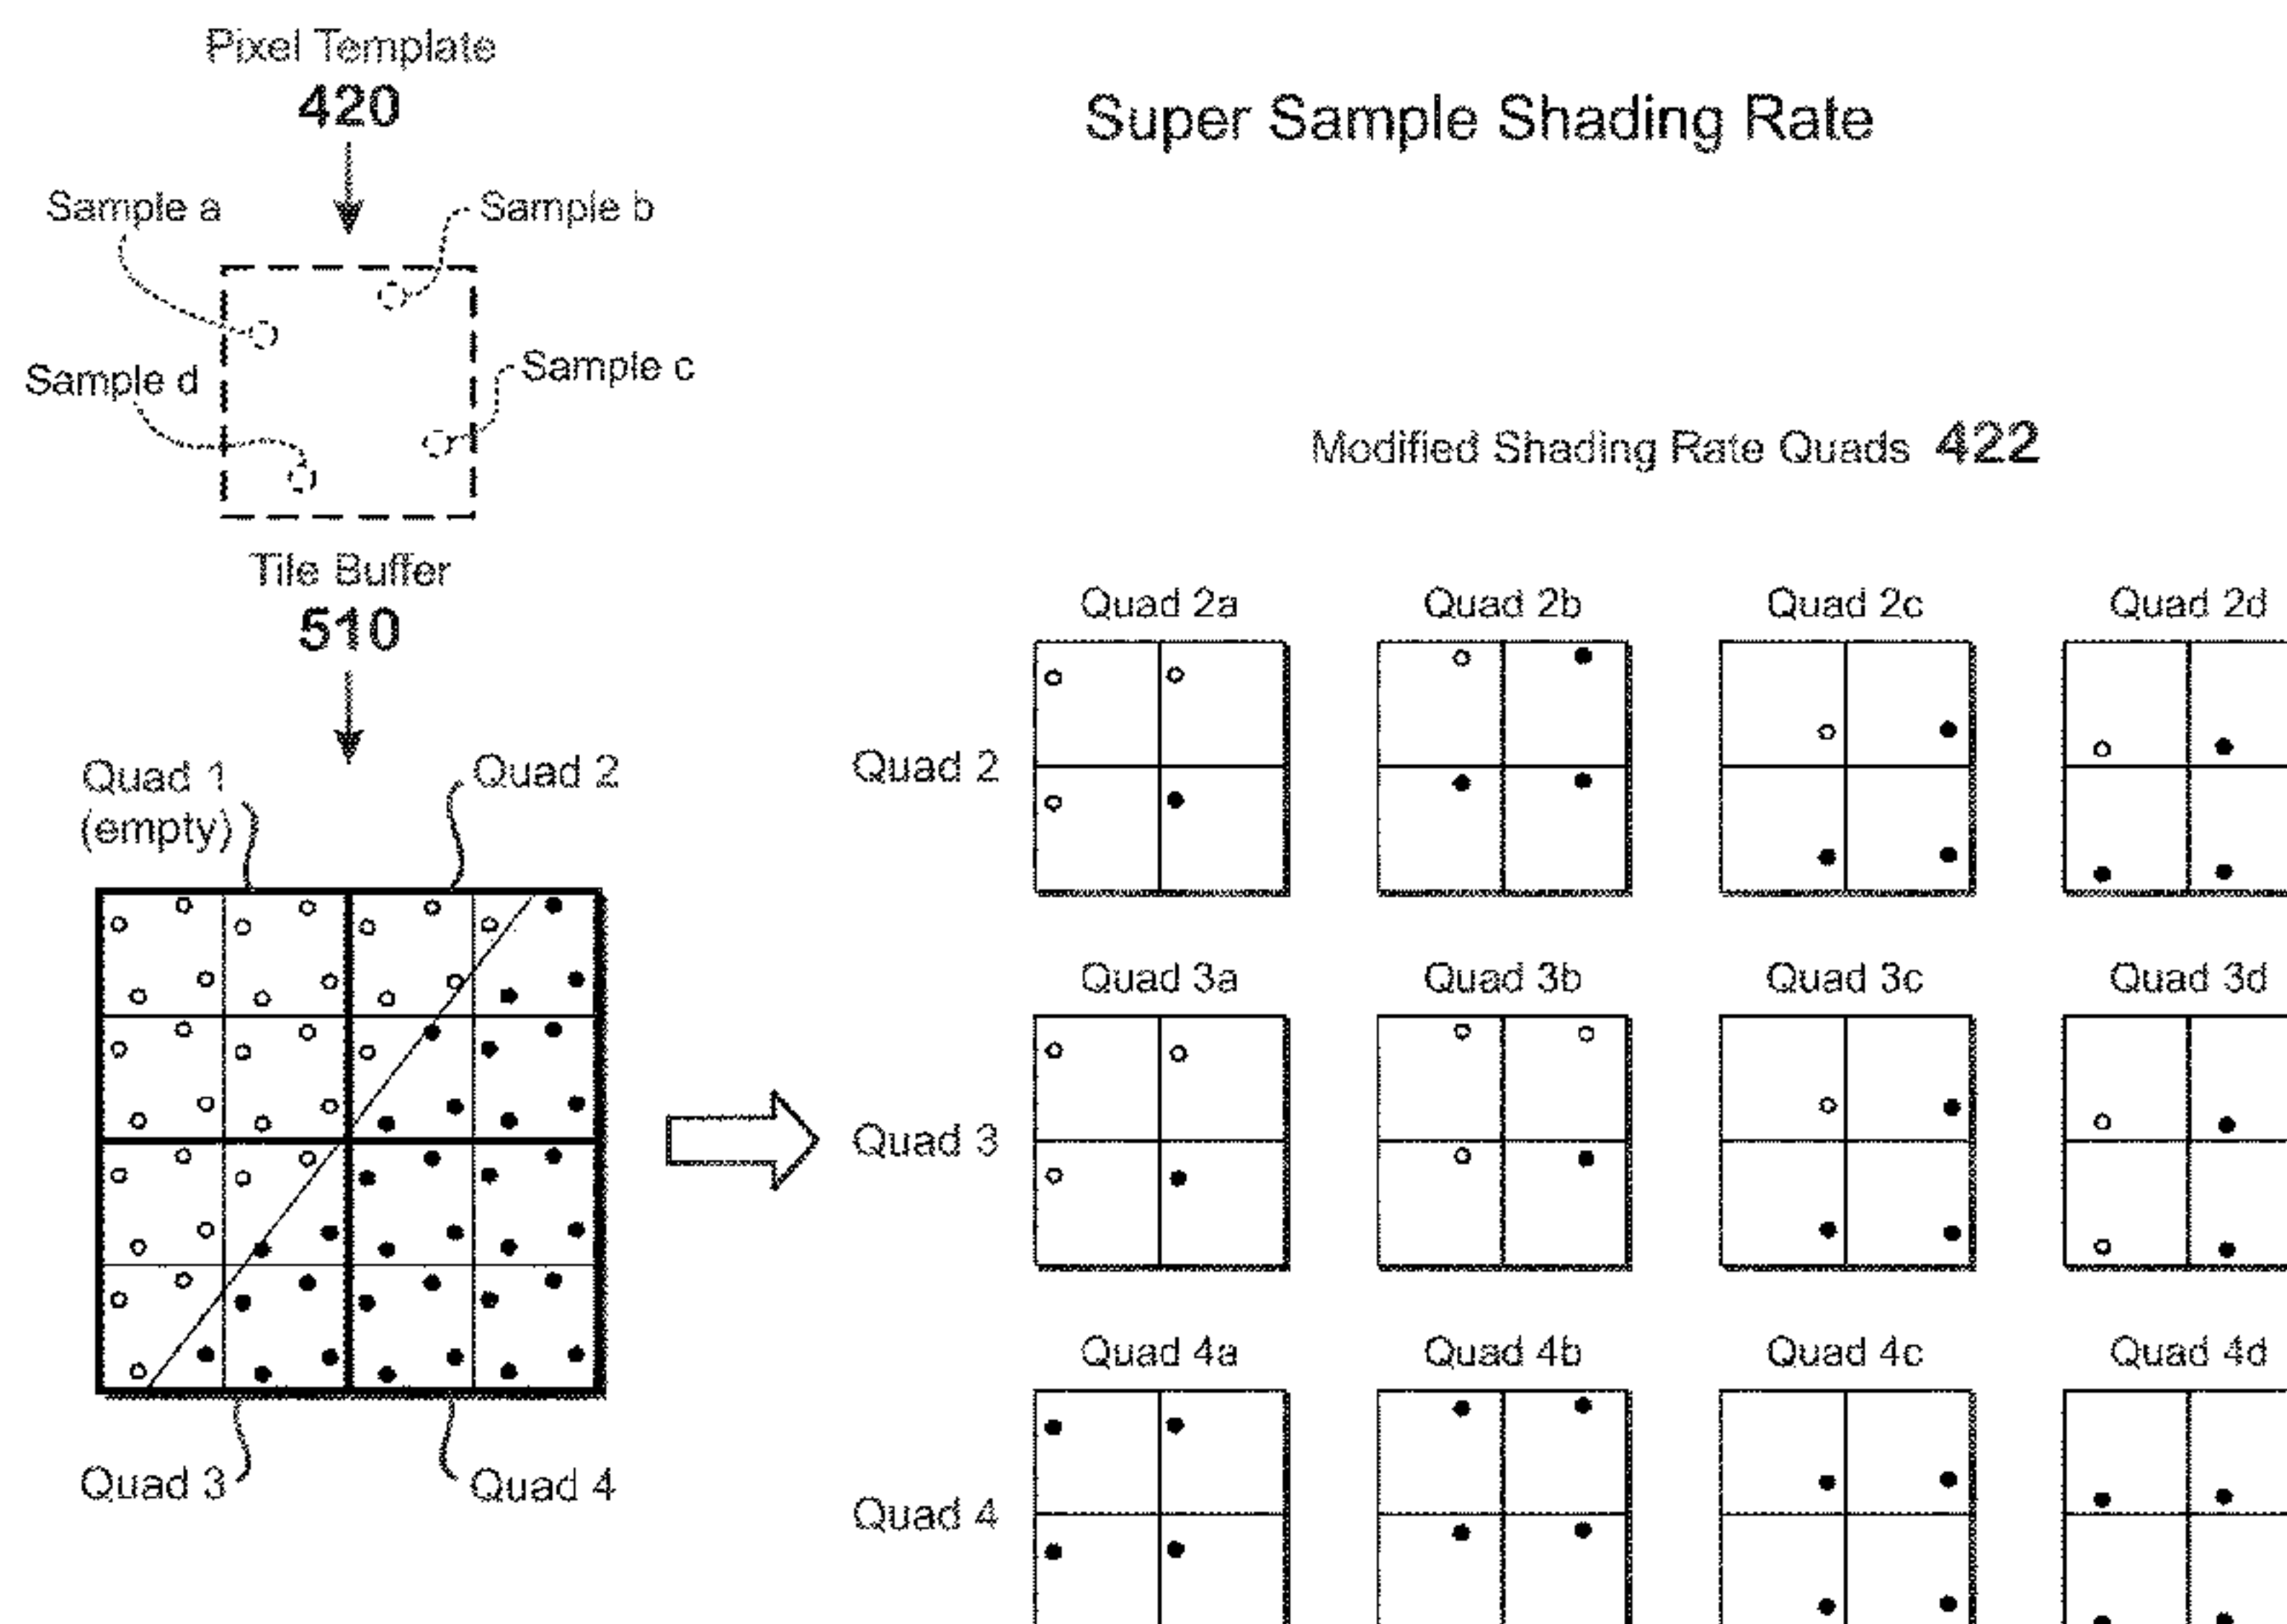 Pixel Template
420
Super Sample Shading Rate
Sample a
Sample b
Sample d
Sample c
Modified Shading Rate Quads 422
Tile Buffer
510
Quad 2a
Quad 2b
Quad 2c
Quad 2d
Quad 1
(empty)
Quad 2
Quad 2
Quad 3a
Quad 3b
Quad 3c
Quad 3d
Quad 3
Quad 4a
Quad 4b
Quad 4c
Quad 4d
Quad 3
Quad 4
Quad 4